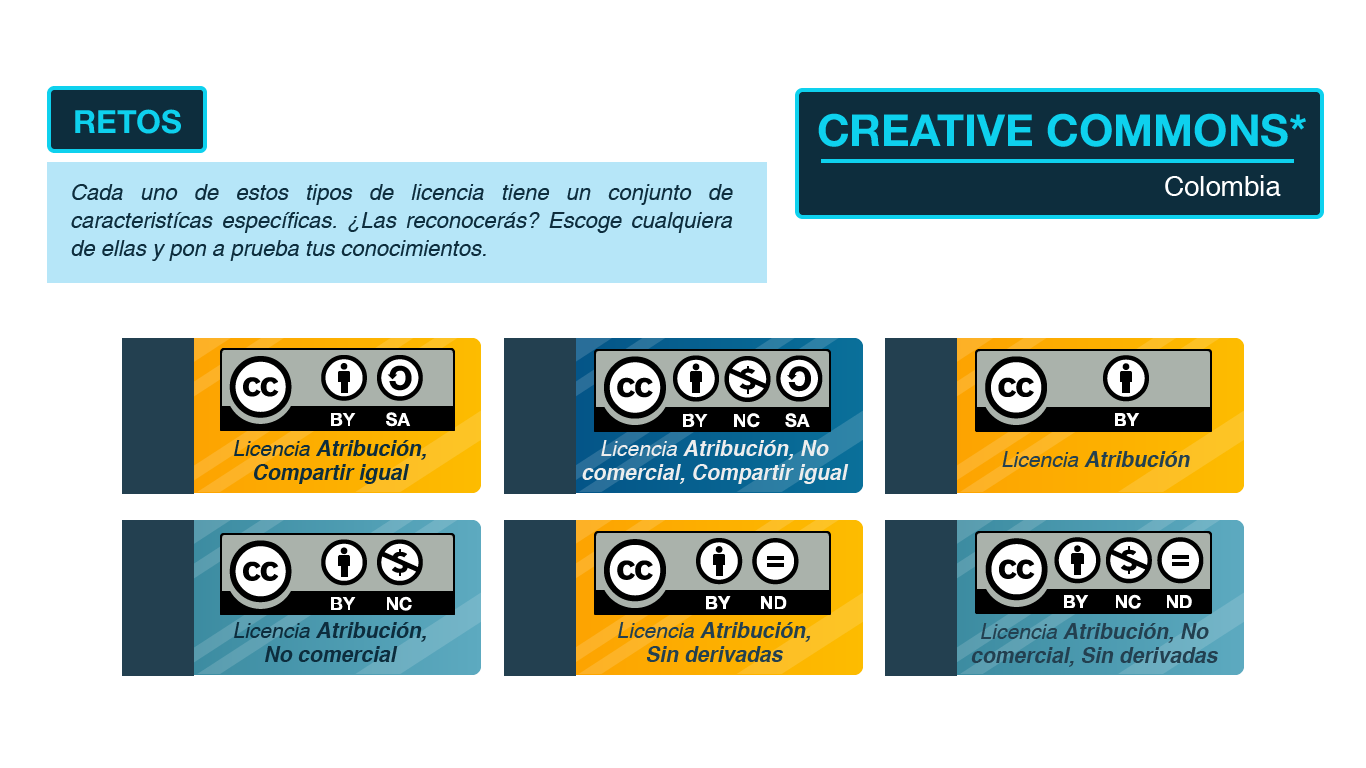 RETOS
CREATIVE COMMONS*
Colombia
Cada uno de estos tipos de licencia tiene un conjunto de
caracteristícas específicas. ¿Las reconocerás? Escoge cualquiera
de ellas y pon a prueba tus conocimientos.
CC BY SA
Licencia Atribución,
Compartir igual
CC BY NC SA
Licencia Atribución, No
comercial, Compartir igual
CC BY
Licencia Atribución
CC BY NC
Licencia Atribución,
No comercial
CC BY ND
Licencia Atribución,
Sin derivadas
CC BY NC ND
Licencia Atribución, No
comercial, Sin derivadas